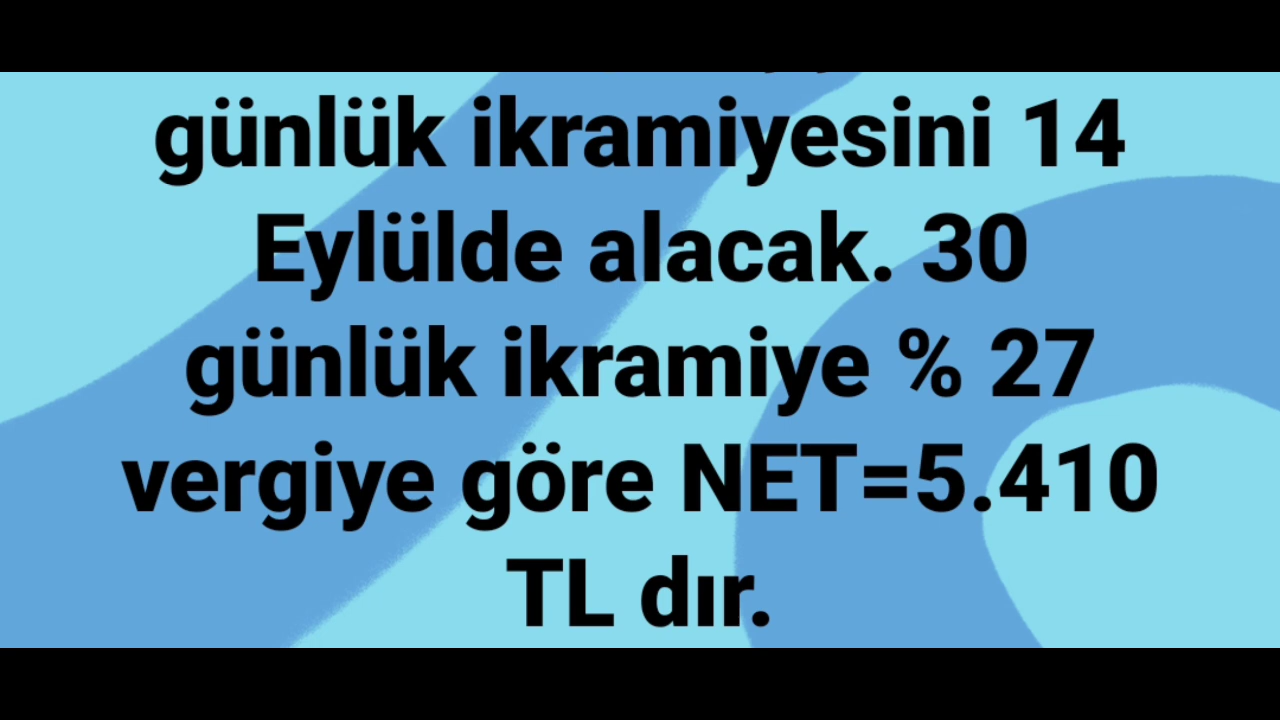 günlük ikramiyesini 14
Eylülde alacak. 30
günlük ikramiye % 27
vergiye göre NET=5.410
TL dır.